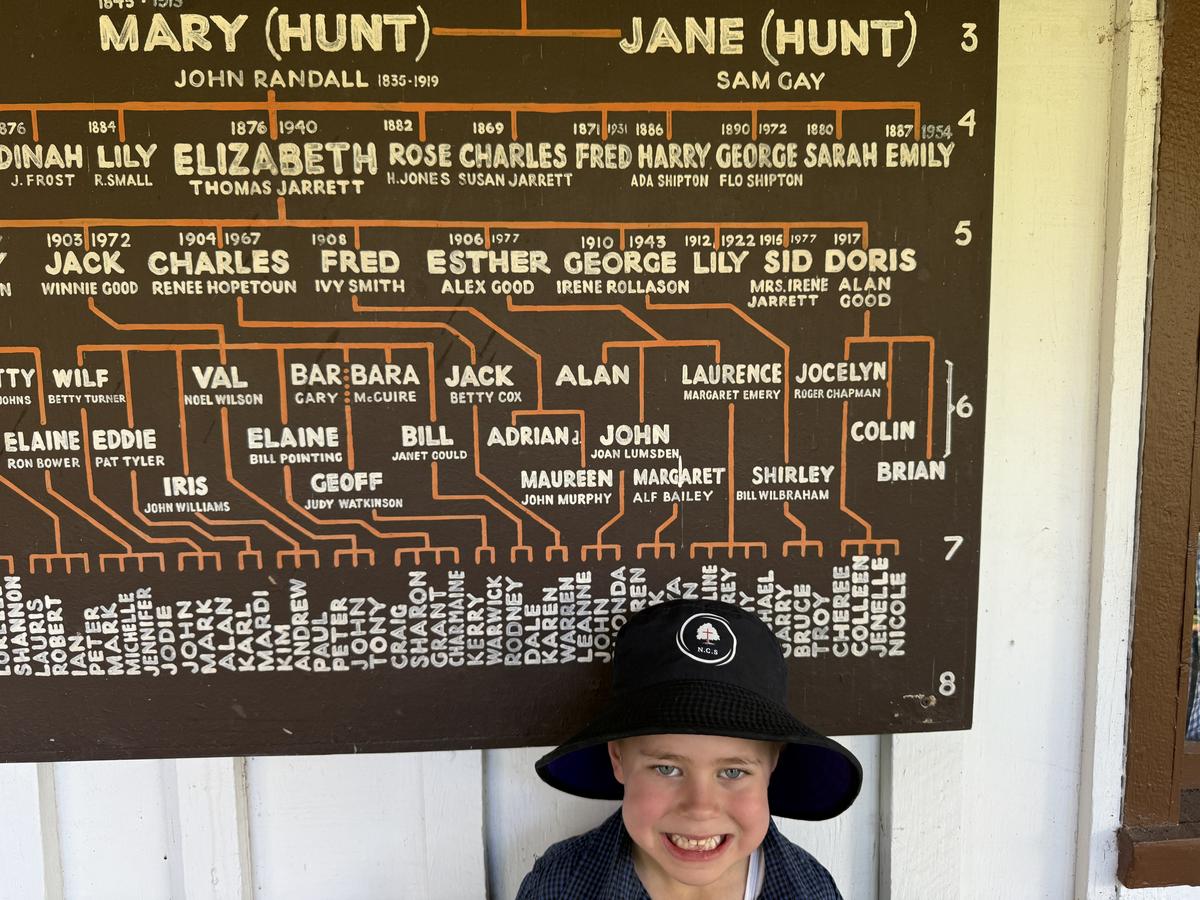 MARY (HUNT) JANE (HUNT) 3
JOHN RANDALL 1835-1919 SAM GAY
876 1884 1876 1940 1882 1869 1871 1931 1886 1890 1972 1880 1887 1954 4
DINAH LILY ELIZABETH ROSE CHARLES FRED HARRY GEORGE SARAH EMILY
J. FROST R. SMALL THOMAS JARRETT H. JONES SUSAN JARRETT ADA SHIPTON FLO SHIPTON
1903 1972 1904 1967 1908 1906 1977 1910 1943 1912 1922 1915 1977 1917 5
JACK CHARLES FRED ESTHER GEORGE LILY SID DORIS
WINNIE GOOD RENEE HOPETOUN IVY SMITH ALEX GOOD IRENE ROLLASON MRS. IRENE ALAN
JARRETT GOOD
TTY WILF VAL BAR BARA JACK ALAN LAURENCE JOCELYN
JOHNS BETTY TURNER NOEL WILSON GARY McGUIRE BETTY COX MARGARET EMERY ROGER CHAPMAN
6
ELAINE EDDIE ELAINE BILL ADRIAN d. JOHN COLIN
RON BOWER PAT TYLER BILL POINTING JANET GOULD JOAN LUMSDEN
IRIS GEOFF MAUREEN MARGARET SHIRLEY BRIAN
JOHN WILLIAMS JUDY WATKINSON JOHN MURPHY ALF BAILEY BILL WILBRAHAM
7
SHANNON
LAURIS
ROBERT
IAN
PETER
MARK
MICHELLE
JENNIFER
JODIE
JOHN
MARK
ALAN
KARL
MARDI
KIM
ANDREW
PAUL
PETER
JOHN
TONY
CRAIG
SHARON
GRANT
CHARMAINE
KERRY
WARWICK
RODNEY
DALE
KAREN
WARREN
LEANNE
JOHN
GARRY
BRUCE
TROY
CHEREE
COLLEEN
JENELLE
NICOLE
8
N.C.S